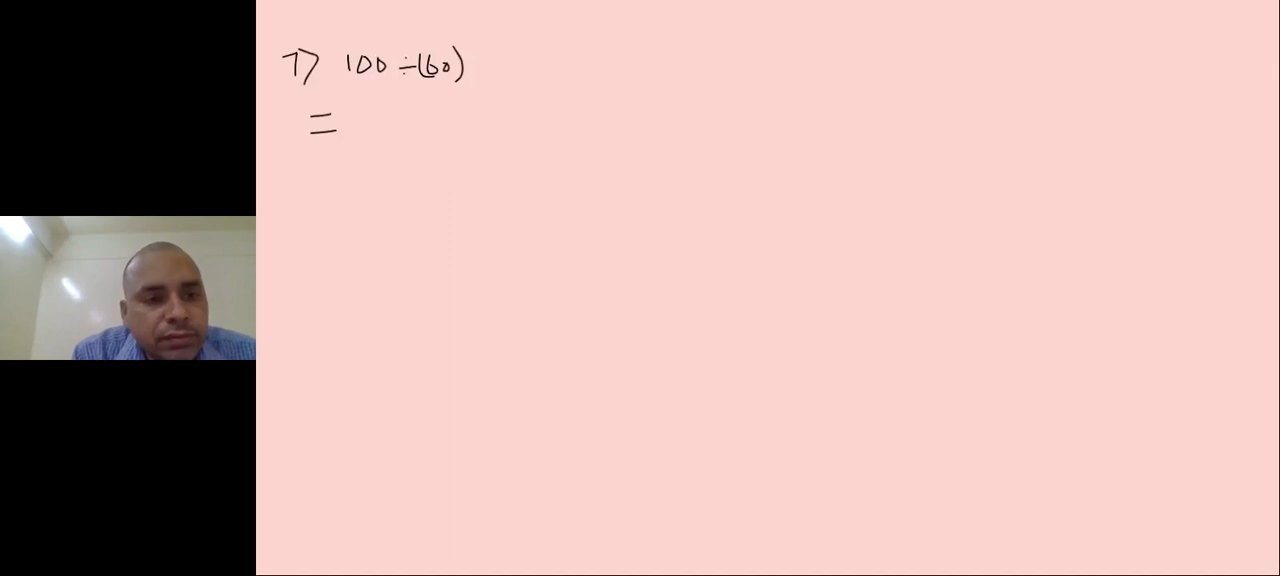 7) 100 ÷ (60)
=